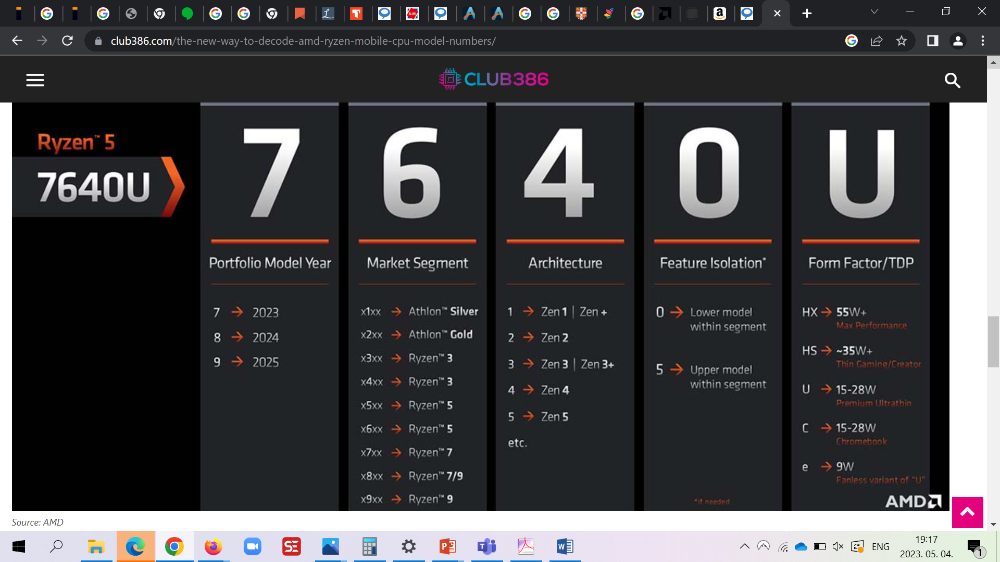 club386.com/the-new-way-to-decode-amd-ryzen-mobile-cpu-model-numbers/
CLUB386
Ryzen™ 5
7640U
7
Portfolio Model Year
7 → 2023
8 → 2024
9 → 2025
6
Market Segment
x1xx → Athlon™ Silver
x2xx → Athlon™ Gold
x3xx → Ryzen™ 3
x4xx → Ryzen™ 3
x5xx → Ryzen™ 5
x6xx → Ryzen™ 5
x7xx → Ryzen™ 7
x8xx → Ryzen™ 7/9
x9xx → Ryzen™ 9
4
Architecture
1 → Zen 1 | Zen +
2 → Zen 2
3 → Zen 3 | Zen 3+
4 → Zen 4
5 → Zen 5
etc.
0
Feature Isolation*
0 → Lower model
within segment
5 → Upper model
within segment
*if needed
U
Form Factor/TDP
HX → 55W+
Max Performance
HS → ~35W+
Thin Gaming/Creator
U → 15-28W
Premium Ultrathin
C → 15-28W
Chromebook
e → 9W
Fanless variant of "U"
AMD
Source: AMD
ENG
19:17
2023. 05. 04.
1